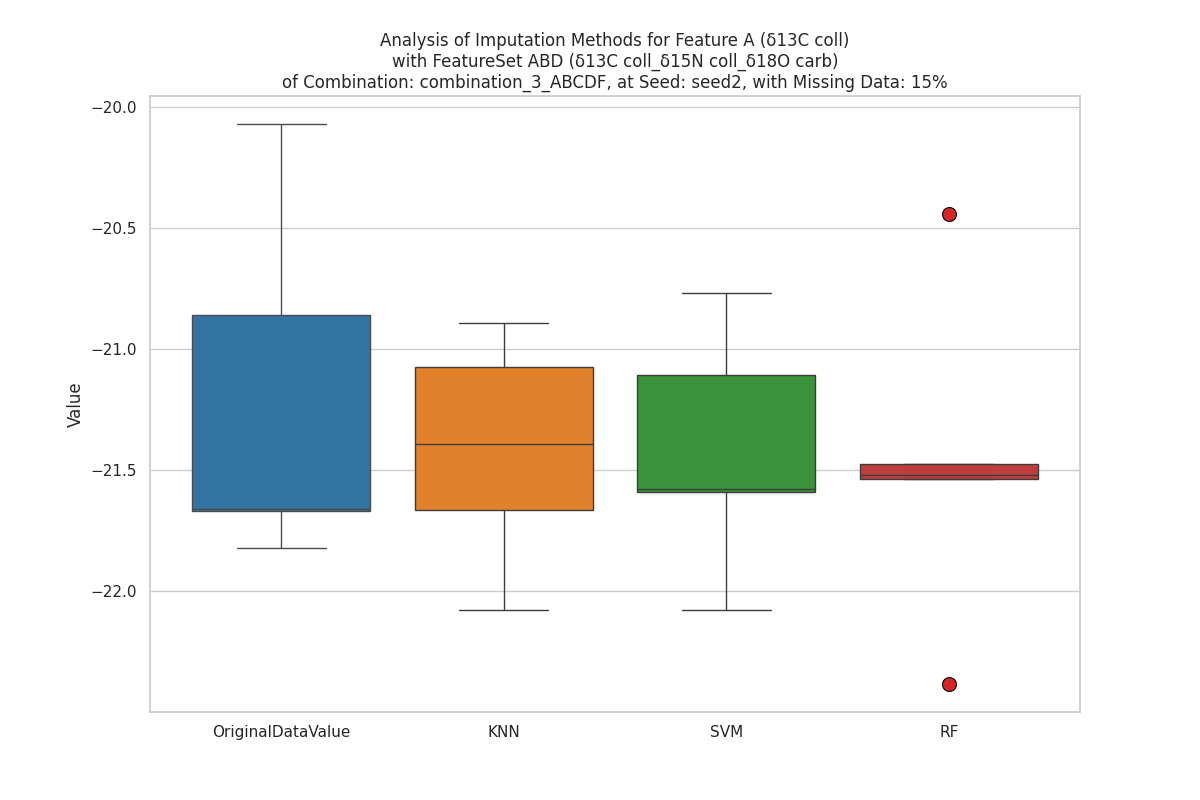 Analysis of Imputation Methods for Feature A (δ13C coll)
with FeatureSet ABD (δ13C coll_δ15N coll_δ18O carb)
of Combination: combination_3_ABCDF, at Seed: seed2, with Missing Data: 15%
Value
−20.0
−20.5
−21.0
−21.5
−22.0
OriginalDataValue
KNN
SVM
RF